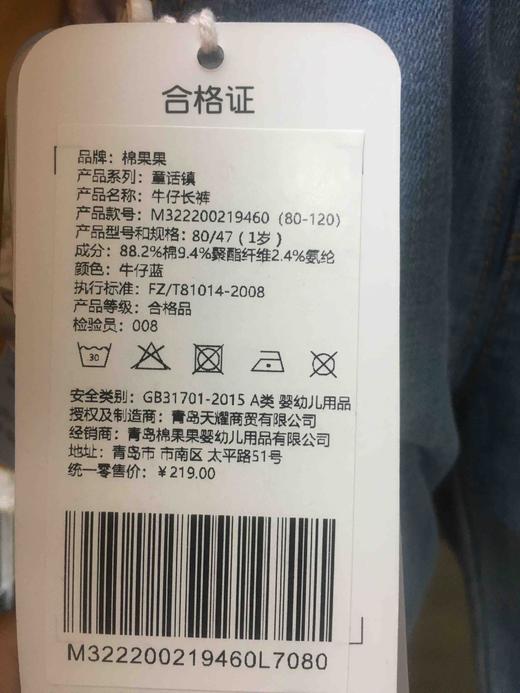 合格证
品牌：棉果果
产品系列：童话镇
产品名称：牛仔长裤
产品款号：M322200219460（80-120）
产品型号和规格：80/47（1岁）
成分：88.2%棉9.4%聚酯纤维2.4%氨纶
颜色：牛仔蓝
执行标准：FZ/T81014-2008
产品等级：合格品
检验员：008
30
安全类别：GB31701-2015 A类 婴幼儿用品
授权及制造商：青岛天耀商贸有限公司
经销商：青岛棉果果婴幼儿用品有限公司
地址：青岛市 市南区 太平路51号
统一零售价：￥219.00
M322200219460L7080